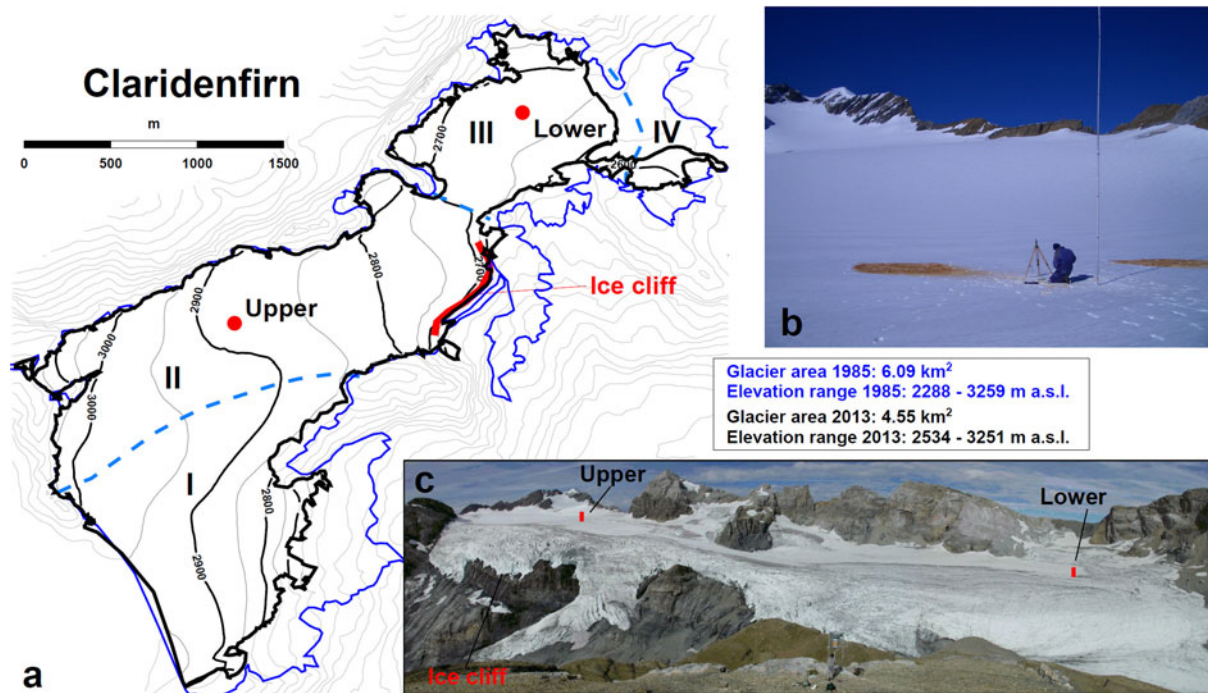 Claridenfirn
m
0 500 1000 1500
2700
III
Lower
IV
2600
2800
2700
Ice cliff
2900
Upper
3000
II
3000
I
2800
2900
a
b
Glacier area 1985: 6.09 km²
Elevation range 1985: 2288 - 3259 m a.s.l.
Glacier area 2013: 4.55 km²
Elevation range 2013: 2534 - 3251 m a.s.l.
c
Upper
Lower
Ice cliff